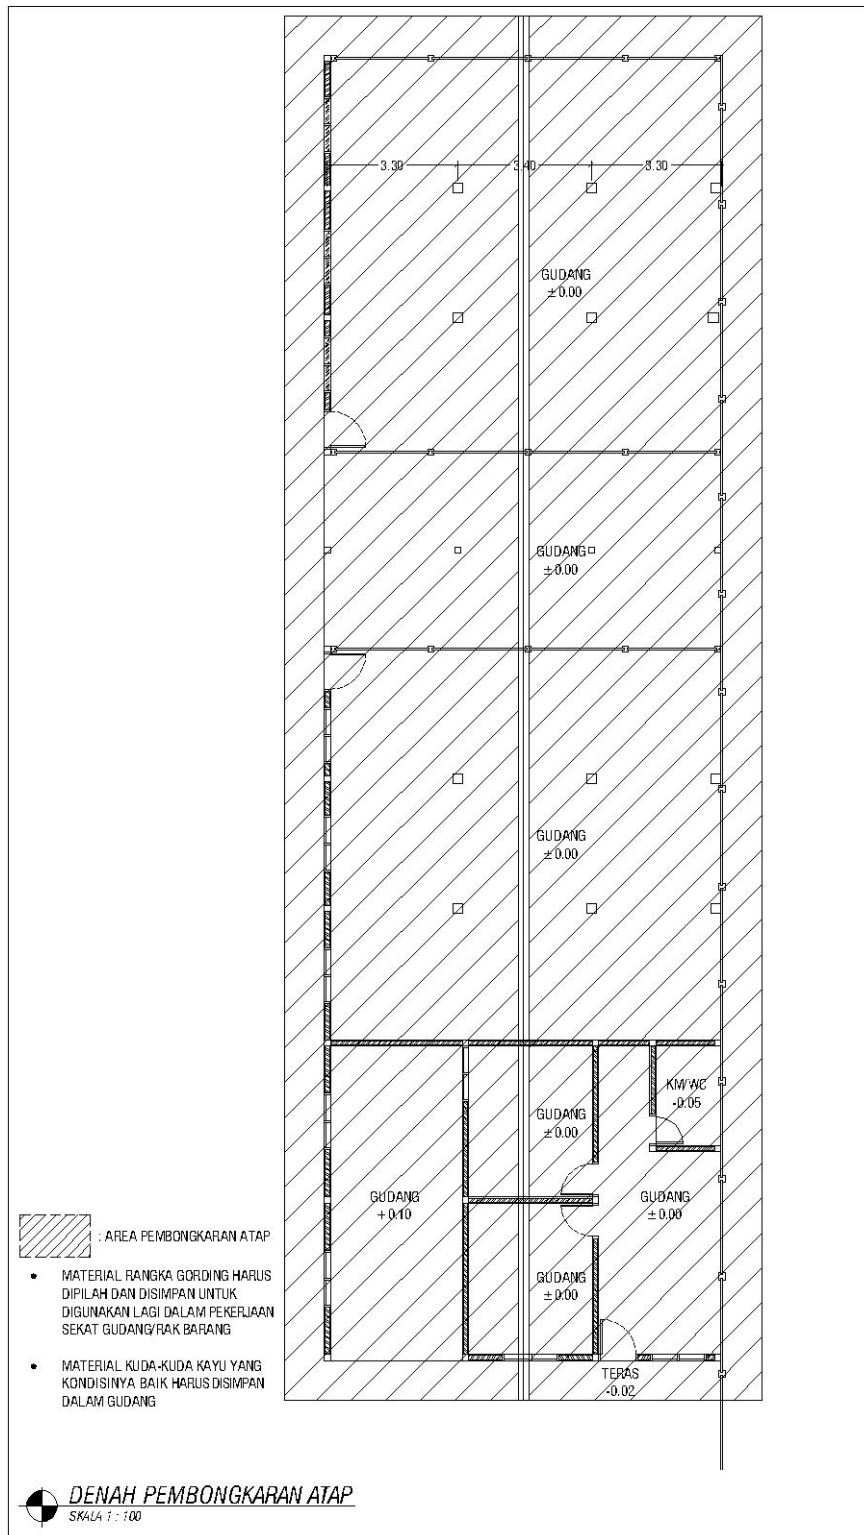 3.30
3.40
3.30
GUDANG
±0.00
GUDANG
±0.00
GUDANG
±0.00
KM/WC
-0.05
GUDANG
±0.00
GUDANG
+0.10
GUDANG
±0.00
GUDANG
±0.00
TERAS
-0.02
: AREA PEMBONGKARAN ATAP
• MATERIAL RANGKA GORDING HARUS
DIPILAH DAN DISIMPAN UNTUK
DIGUNAKAN LAGI DALAM PEKERJAAN
SEKAT GUDANG/RAK BARANG
• MATERIAL KUDA-KUDA KAYU YANG
KONDISINYA BAIK HARUS DISIMPAN
DALAM GUDANG
DENAH PEMBONGKARAN ATAP
SKALA 1 : 100